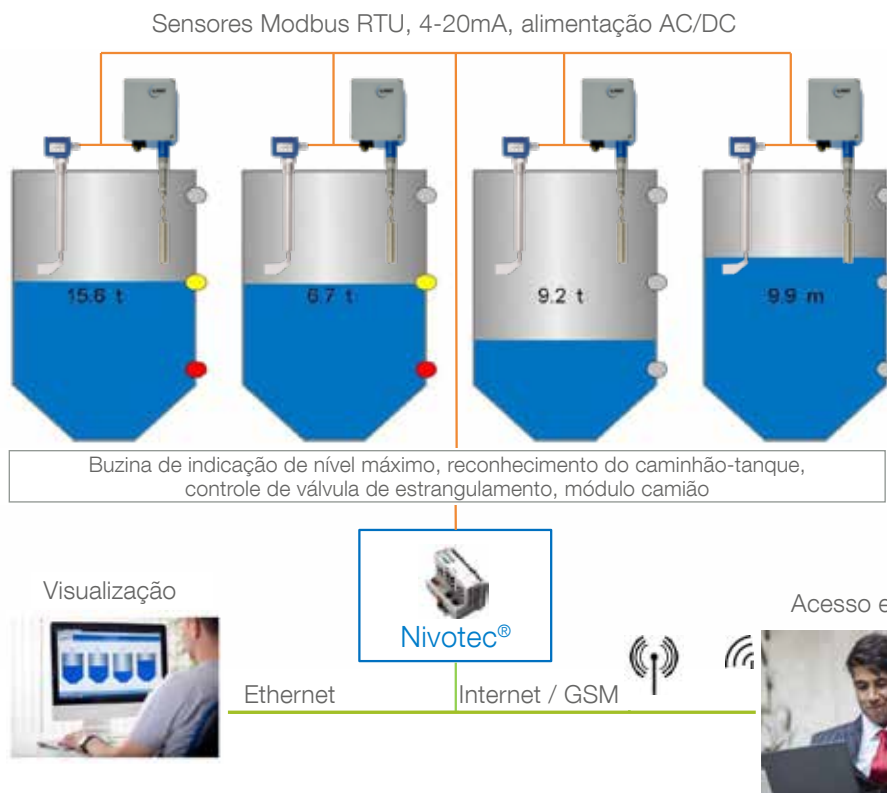 Sensores Modbus RTU, 4-20mA, alimentação AC/DC
15.6 t
6.7 t
9.2 t
9.9 m
Buzina de indicação de nível máximo, reconhecimento do caminhão-tanque,
controle de válvula de estrangulamento, módulo camião
Visualização
Nivotec®
Acesso e
Ethernet
Internet / GSM